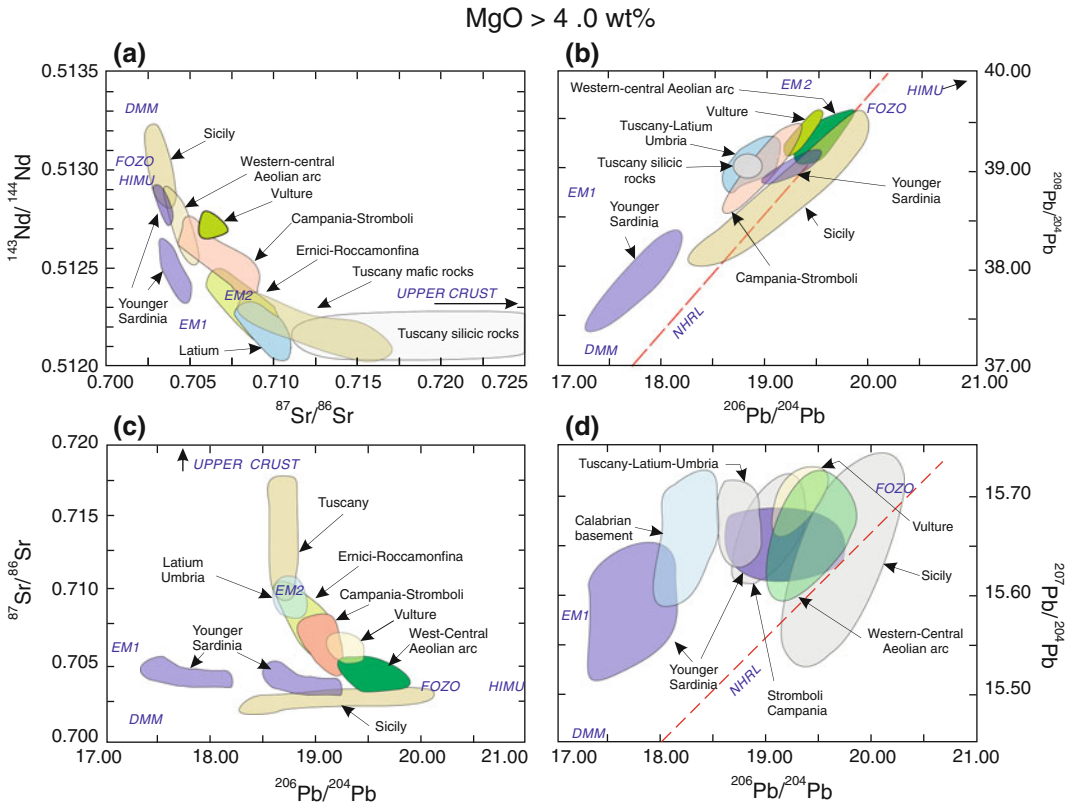 MgO > 4 .0 wt%
(a)
0.5135
0.5130
0.5125
0.5120
143Nd/ 144Nd
DMM
FOZO
HIMU
Sicily
Western-central
Aeolian arc
Vulture
Campania-Stromboli
Ernici-Roccamonfina
Tuscany mafic rocks
UPPER CRUST
EM2
Younger
Sardinia
EM1
Latium
Tuscany silicic rocks
0.700 0.705 0.710 0.715 0.720 0.725
87Sr/86Sr
(b)
40.00
39.00
38.00
37.00
208Pb/204Pb
EM 2
HIMU
Western-central Aeolian arc
FOZO
Vulture
Tuscany-Latium
Umbria
Tuscany silicic
rocks
EM1
Younger
Sardinia
Younger
Sardinia
Sicily
Campania-Stromboli
NHRL
DMM
17.00 18.00 19.00 20.00 21.00
206Pb/204Pb
(c)
0.720
0.715
0.710
0.705
0.700
87Sr/86Sr
UPPER CRUST
Tuscany
Latium
Umbria
Ernici-Roccamonfina
EM2
Campania-Stromboli
Vulture
Younger
Sardinia
West-Central
Aeolian arc
EM1
FOZO
HIMU
DMM
Sicily
17.00 18.00 19.00 20.00 21.00
206Pb/204Pb
(d)
15.70
15.60
15.50
207Pb/204Pb
Tuscany-Latium-Umbria
FOZO
Calabrian
basement
Vulture
Sicily
EM1
Western-Central
Aeolian arc
Younger
Sardinia
NHRL
Stromboli
Campania
DMM
17.00 18.00 19.00 20.00 21.00
206Pb/204Pb